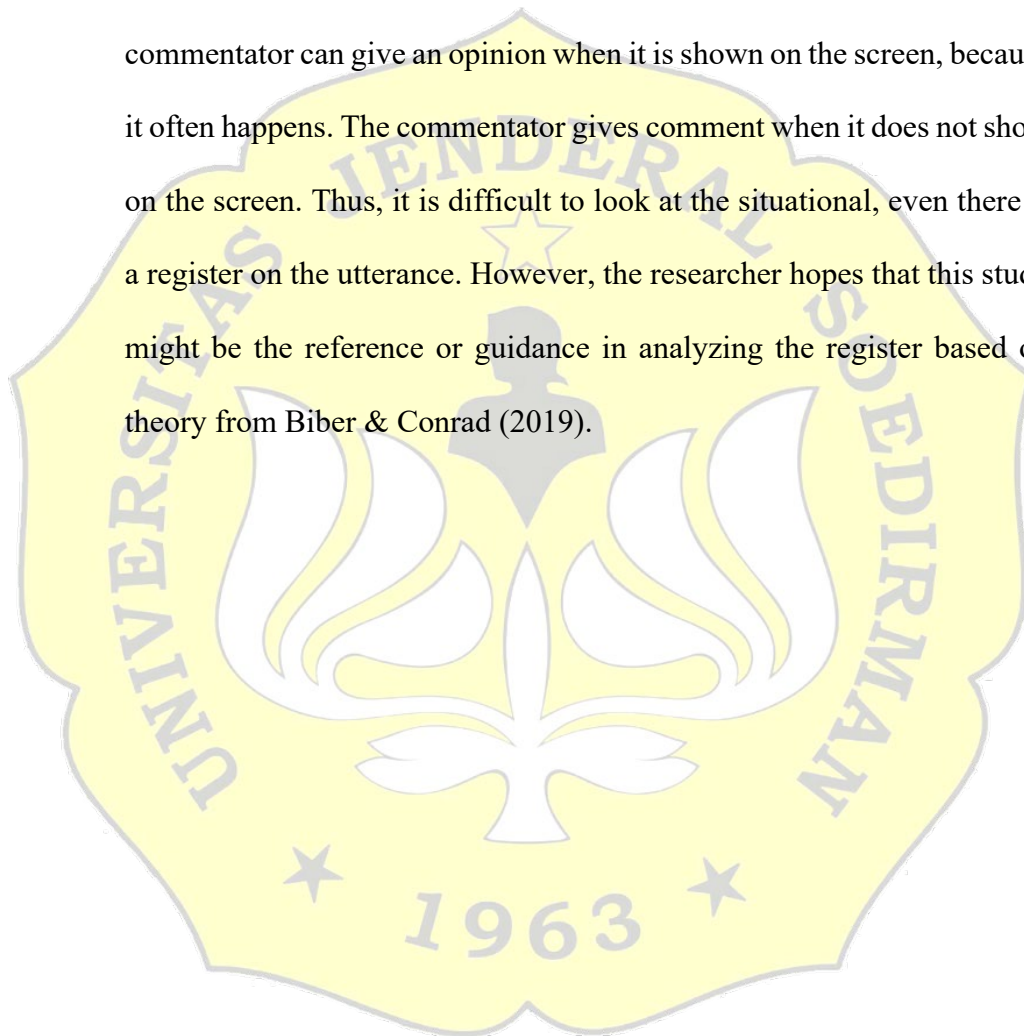 commentator can give an opinion when it is shown on the screen, becau
it often happens. The commentator gives comment when it does not sho
on the screen. Thus, it is difficult to look at the situational, even there
a register on the utterance. However, the researcher hopes that this stud
might be the reference or guidance in analyzing the register based o
theory from Biber & Conrad (2019).
UNIVERSITAS JENDERAL SOEDIRMAN
1963